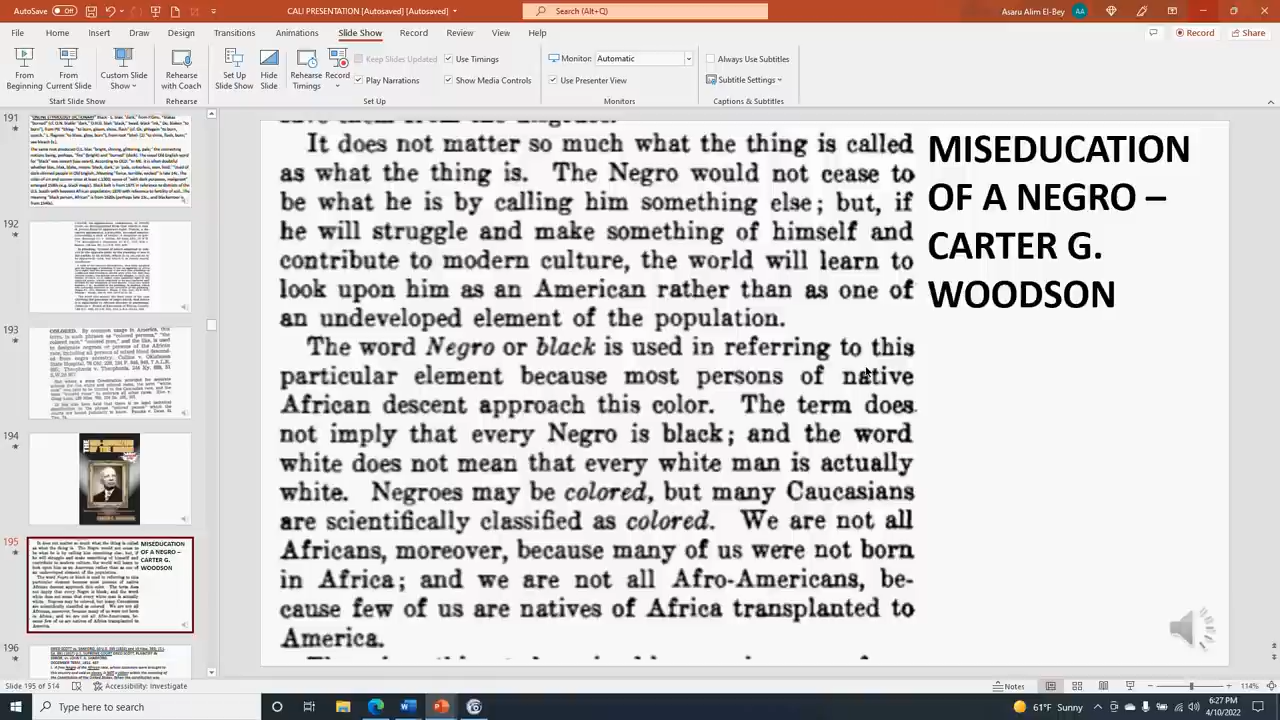 AutoSave Off CALI PRESENTATION [Autosaved] [Autosaved] Search (Alt+Q) Asaru Alim El-Bey AA
File Home Insert Draw Design Transitions Animations Slide Show Record Review View Help Record Share
From Beginning
From Current Slide
Custom Slide Show
Rehearse with Coach
Set Up Slide Show
Hide Slide
Rehearse Timings
Record
Keep Slides Updated
Play Narrations
Use Timings
Show Media Controls
Monitor: Automatic
Use Presenter View
Always Use Subtitles
Subtitle Settings
Start Slide Show Rehearse Set Up Monitors Captions & Subtitles
191
192
193
194
195
196
It does not matter so much what the thing is called
as what the thing is. The Negro would not cease to
be what he is by calling him something else; but, if
he will struggle and make something of himself and
contribute to modern culture, the world will learn to
look upon him as an American rather than as one of
an undeveloped element of the population.
The word Negro or black is used in referring to this
particular element because most persons of native
African descent approach this color. The term does
not imply that every Negro is black; and the word
white does not mean that every white man is actually
white. Negroes may be colored, but many Caucasians
are scientifically classified as colored. We are not all
Africans, moreover, because many of us were not born
in Africa; and we are not all Afro-Americans, be-
cause few of us are natives of Africa transplanted to
America.
MISEDUCATION
OF A NEGRO –
CARTER G.
WOODSON
Slide 195 of 514 Accessibility: Investigate Notes 114%
Type here to search 61°F Sunny 6:27 PM
4/10/2022